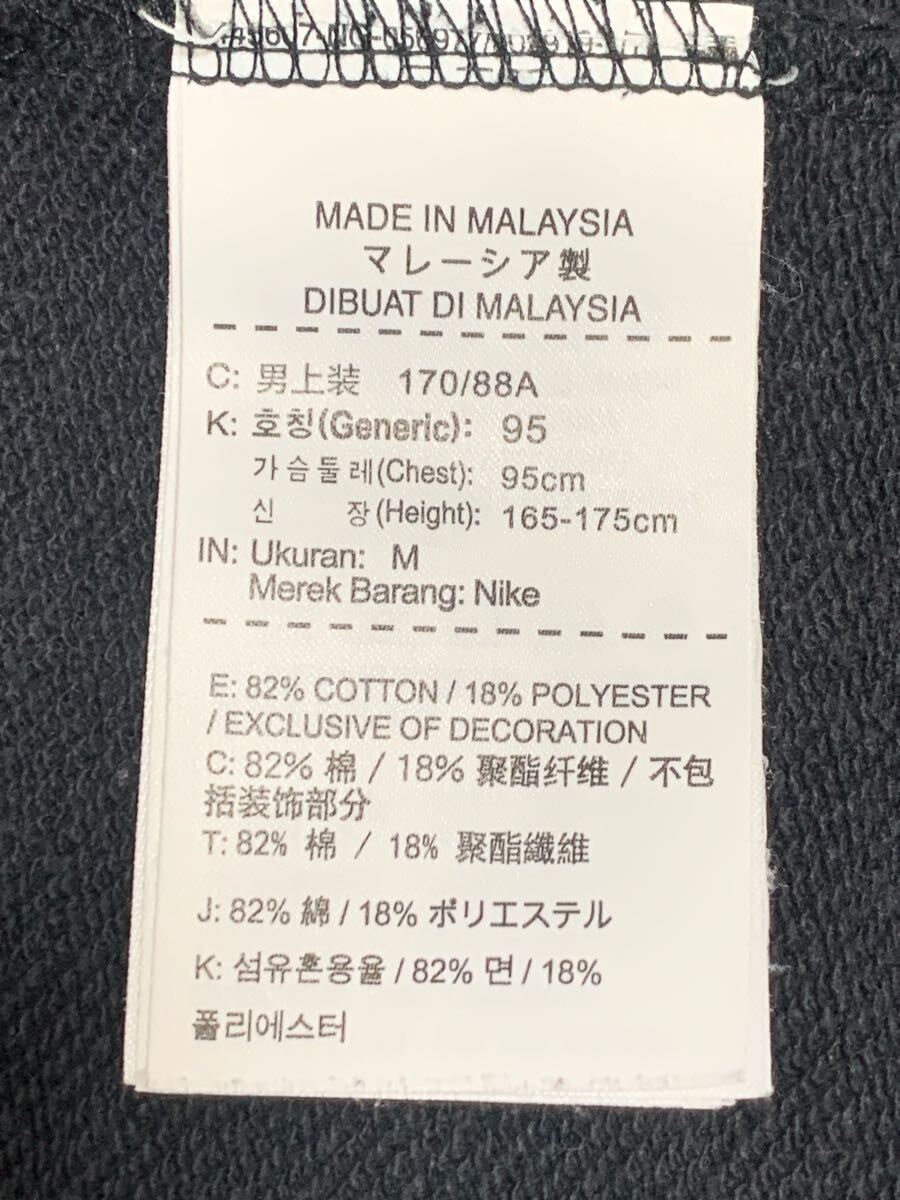 MADE IN MALAYSIA
マレーシア製
DIBUAT DI MALAYSIA
C: 男上装 170/88A
K: 호칭(Generic): 95
가슴둘레(Chest): 95cm
신 장(Height): 165-175cm
IN: Ukuran: M
Merek Barang: Nike
E: 82% COTTON / 18% POLYESTER
/ EXCLUSIVE OF DECORATION
C: 82% 棉 / 18% 聚酯纤维 / 不包
括装饰部分
T: 82% 棉 / 18% 聚酯纖維
J: 82% 綿 / 18% ポリエステル
K: 섬유혼용율 / 82% 면 / 18%
폴리에스터